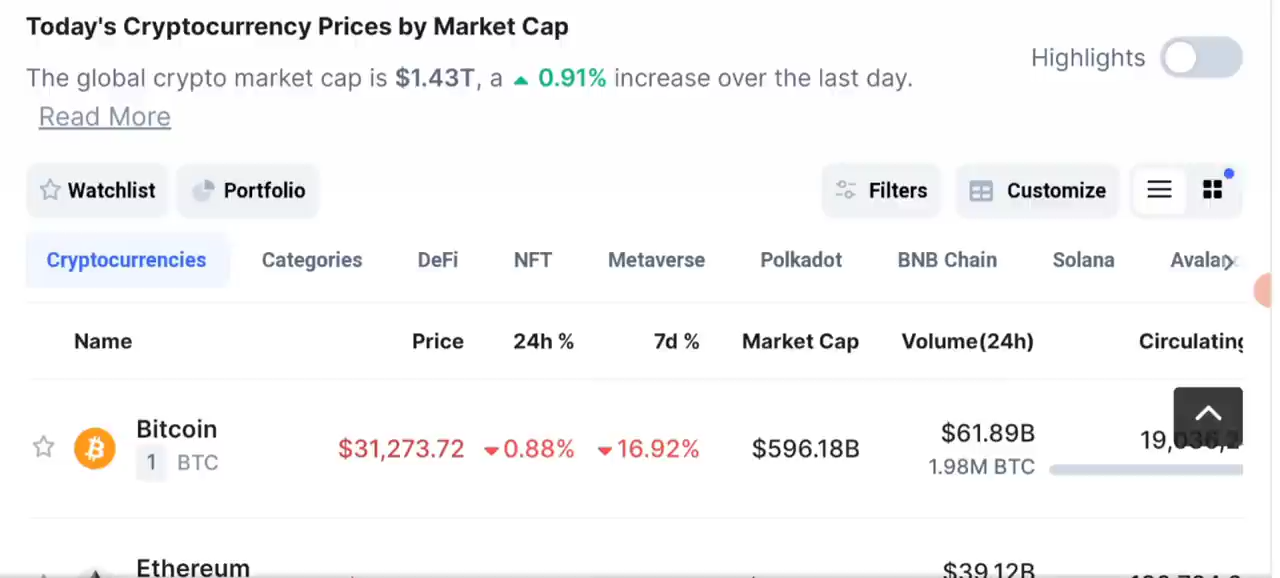 Today's Cryptocurrency Prices by Market Cap
The global crypto market cap is $1.43T, a 0.91% increase over the last day.
Read More
Highlights
Watchlist Portfolio Filters Customize
Cryptocurrencies Categories DeFi NFT Metaverse Polkadot BNB Chain Solana
Name Price 24h % 7d % Market Cap Volume(24h) Circulating
Bitcoin
1 BTC
$31,273.72 0.88% 16.92% $596.18B
$61.89B
1.98M BTC
Ethereum
$39.12B